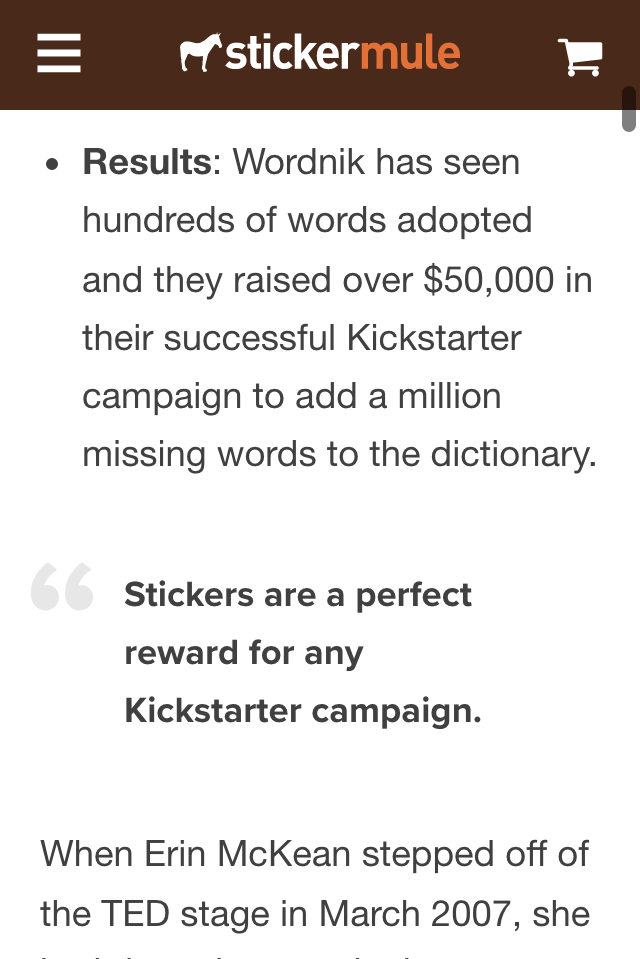 stickermule
• Results: Wordnik has seen
hundreds of words adopted
and they raised over $50,000 in
their successful Kickstarter
campaign to add a million
missing words to the dictionary.
“
Stickers are a perfect
reward for any
Kickstarter campaign.
When Erin McKean stepped off of
the TED stage in March 2007, she